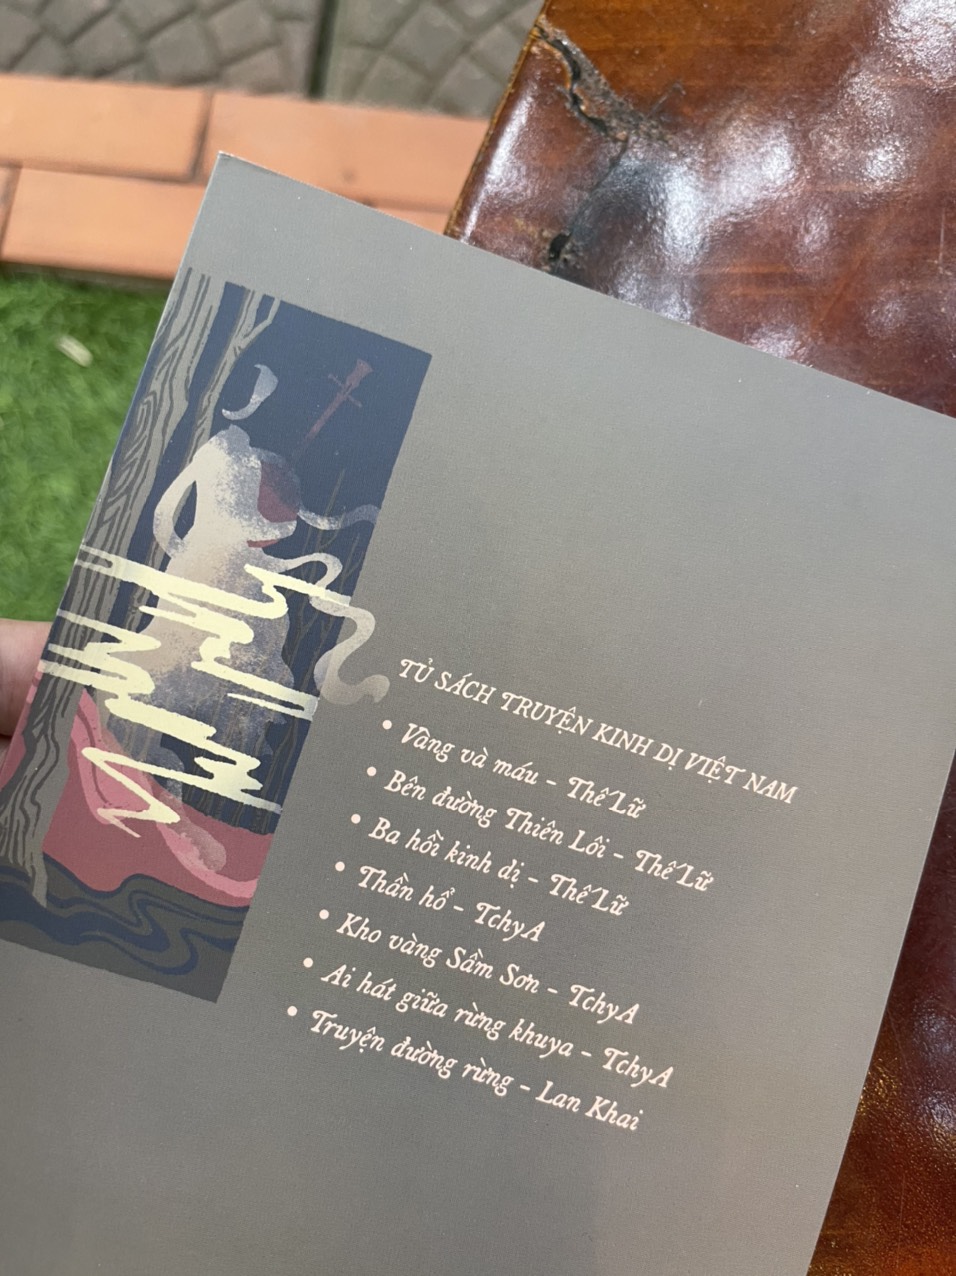 TỦ SÁCH TRUYỆN KINH DỊ VIỆT NAM
• Vàng và máu - Thế Lữ
• Bên đường Thiên Lôi - Thế Lữ
• Ba hồi kinh dị - Thế Lữ
• Thần hổ - TchyA
• Kho vàng Sầm Sơn - TchyA
• Ai hát giữa rừng khuya - TchyA
• Truyện đường rừng - Lan Khai